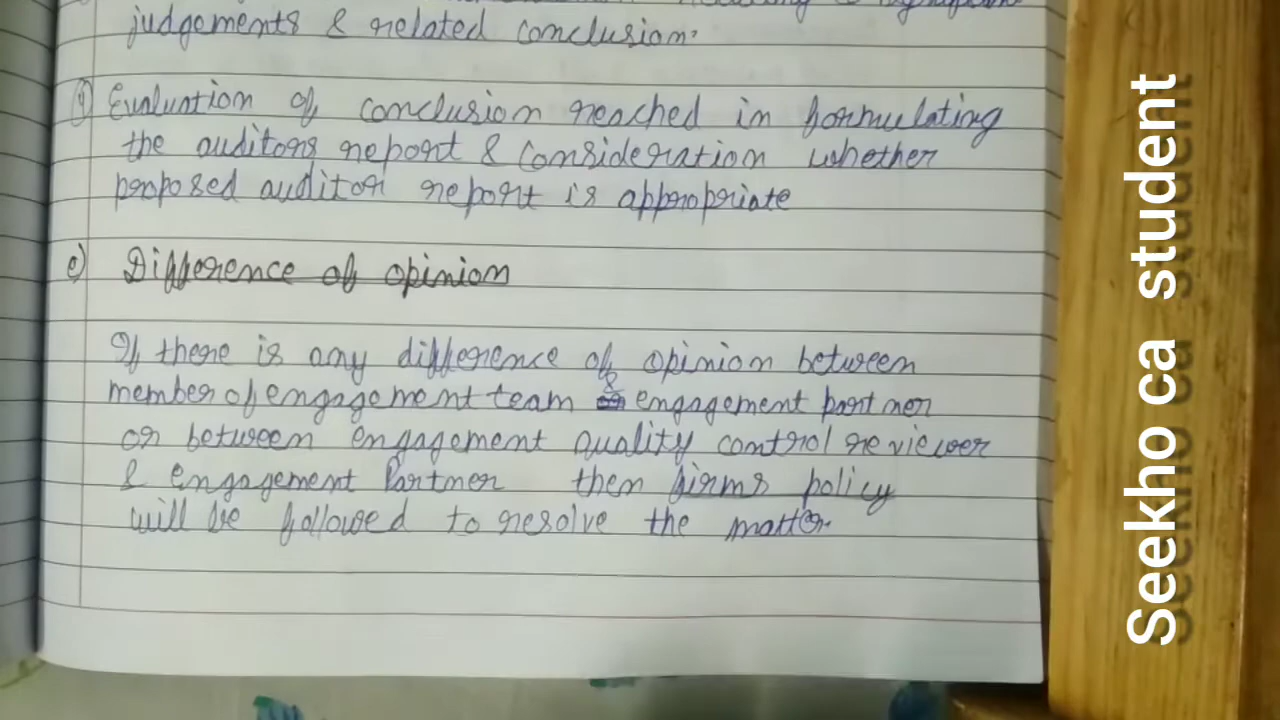 judgements & related conclusion.
4) Evaluation of conclusion reached in formulating
the auditors report & consideration whether
proposed auditor report is appropriate
e) Difference of opinion
If there is any difference of opinion between
member of engagement team & engagement partner
or between engagement quality control reviewer
& engagement Partner then firms policy
will be followed to resolve the matter.
Seekho ca student